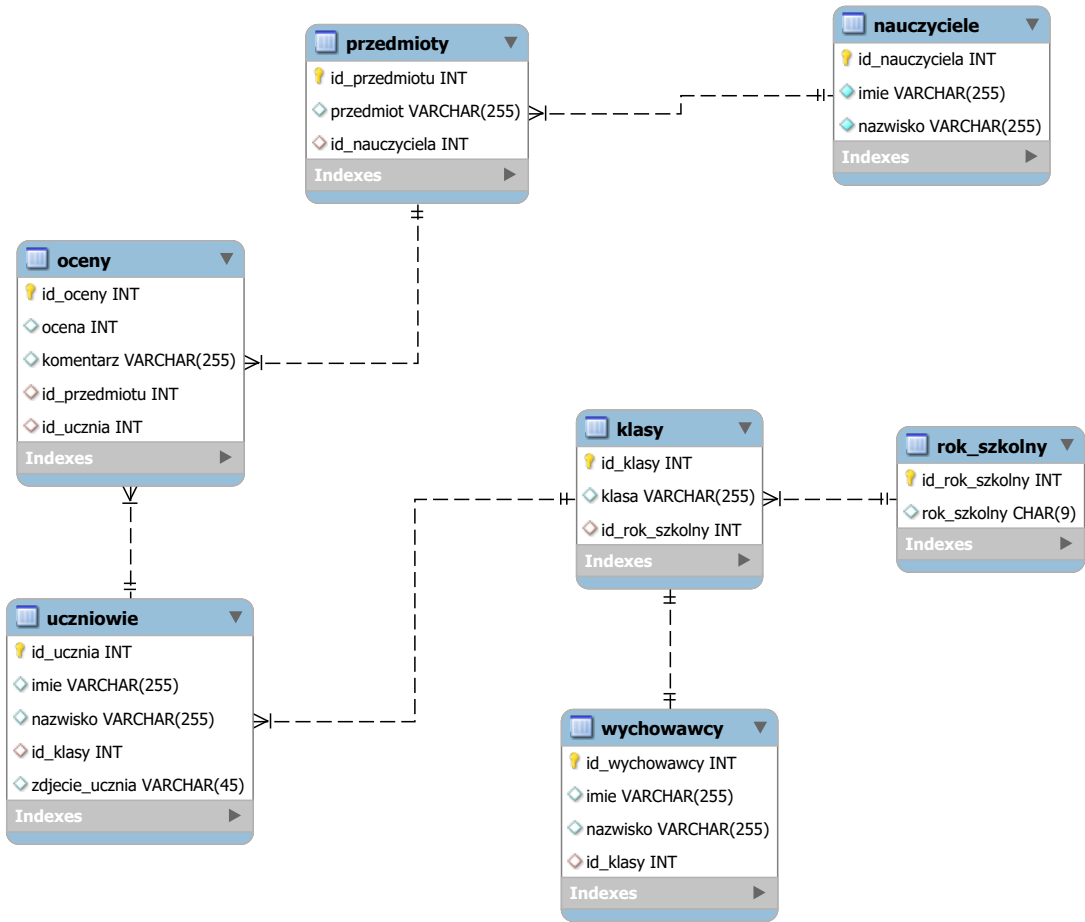 przedmioty
id_przedmiotu INT
przedmiot VARCHAR(255)
id_nauczyciela INT
Indexes
nauczyciele
id_nauczyciela INT
imie VARCHAR(255)
nazwisko VARCHAR(255)
Indexes
oceny
id_oceny INT
ocena INT
komentarz VARCHAR(255)
id_przedmiotu INT
id_ucznia INT
Indexes
klasy
id_klasy INT
klasa VARCHAR(255)
id_rok_szkolny INT
Indexes
rok_szkolny
id_rok_szkolny INT
rok_szkolny CHAR(9)
Indexes
uczniowie
id_ucznia INT
imie VARCHAR(255)
nazwisko VARCHAR(255)
id_klasy INT
zdjecie_ucznia VARCHAR(45)
Indexes
wychowawcy
id_wychowawcy INT
imie VARCHAR(255)
nazwisko VARCHAR(255)
id_klasy INT
Indexes